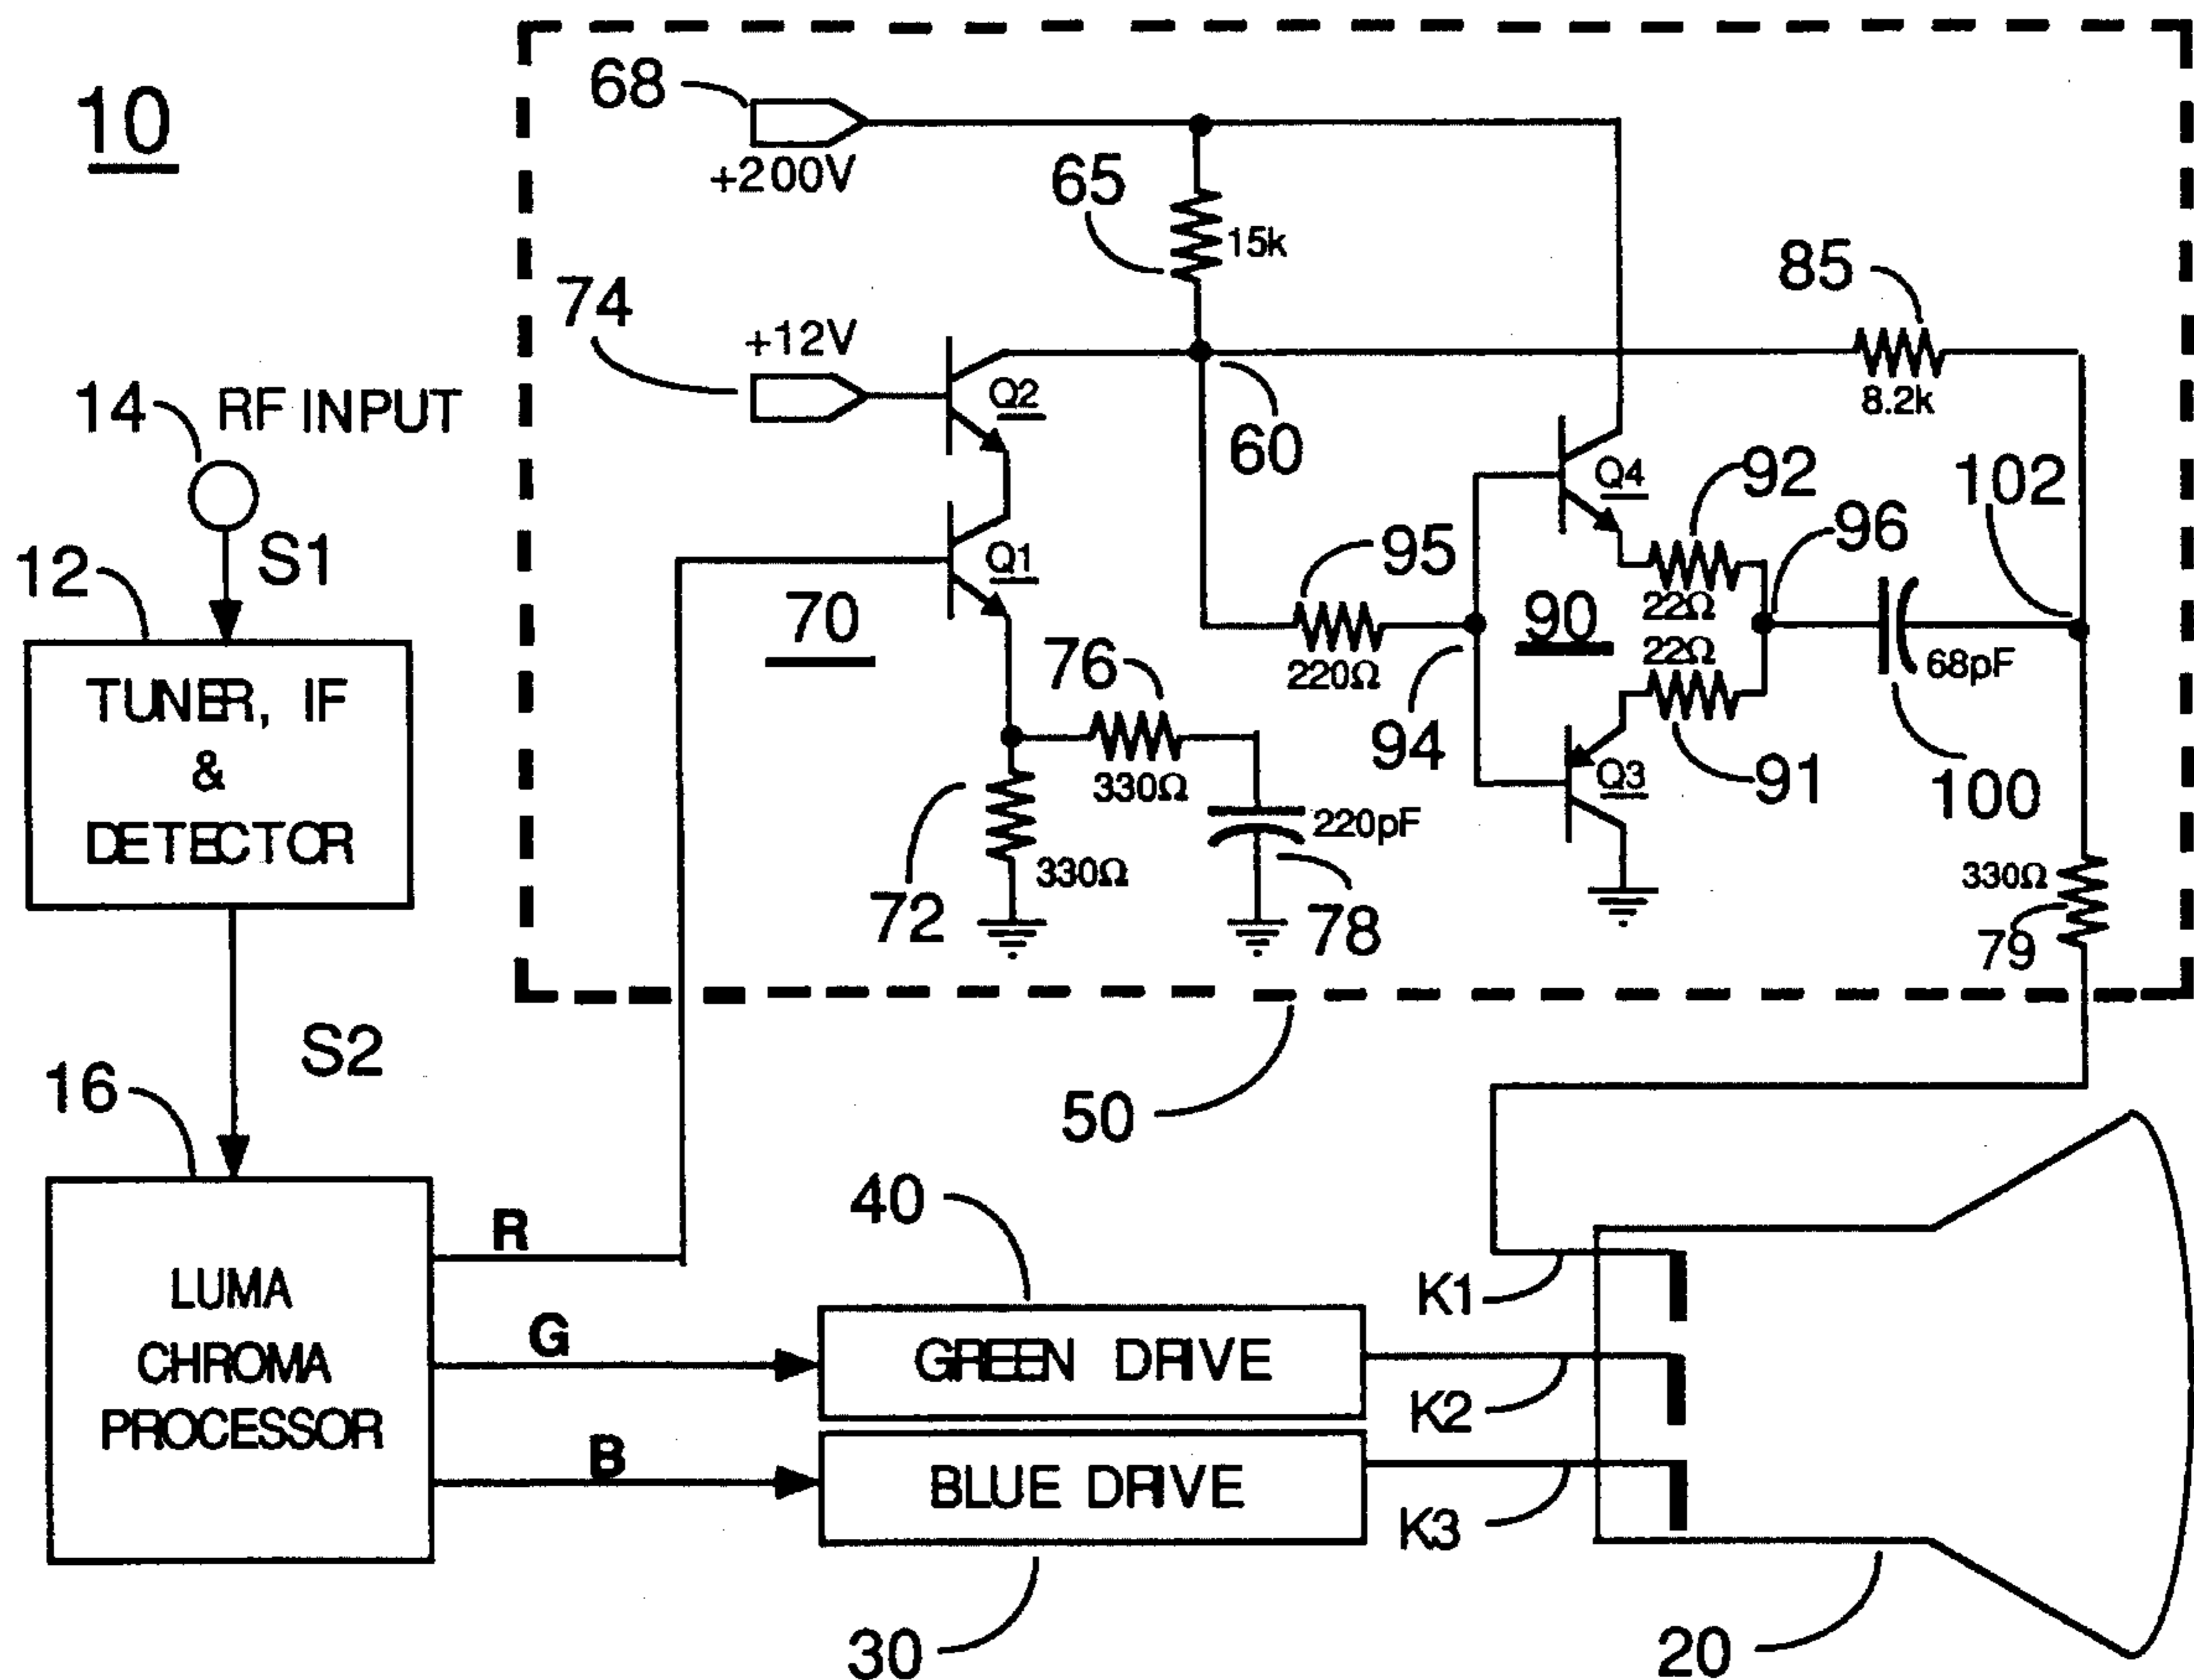 10
68
+200V
65
15k
74
+12V
85
8.2k
14
RF INPUT
Q2
60
Q4
92
102
S1
12
Q1
95
96
22Ω
70
90
220Ω
22Ω
68pF
TUNER, IF
&
DETECTOR
76
94
91
Q3
100
330Ω
220pF
72
330Ω
78
330Ω
79
S2
50
16
40
R
K1
LUMA
CHROMA
PROCESSOR
G
GREEN DRIVE
K2
B
BLUE DRIVE
K3
30
20